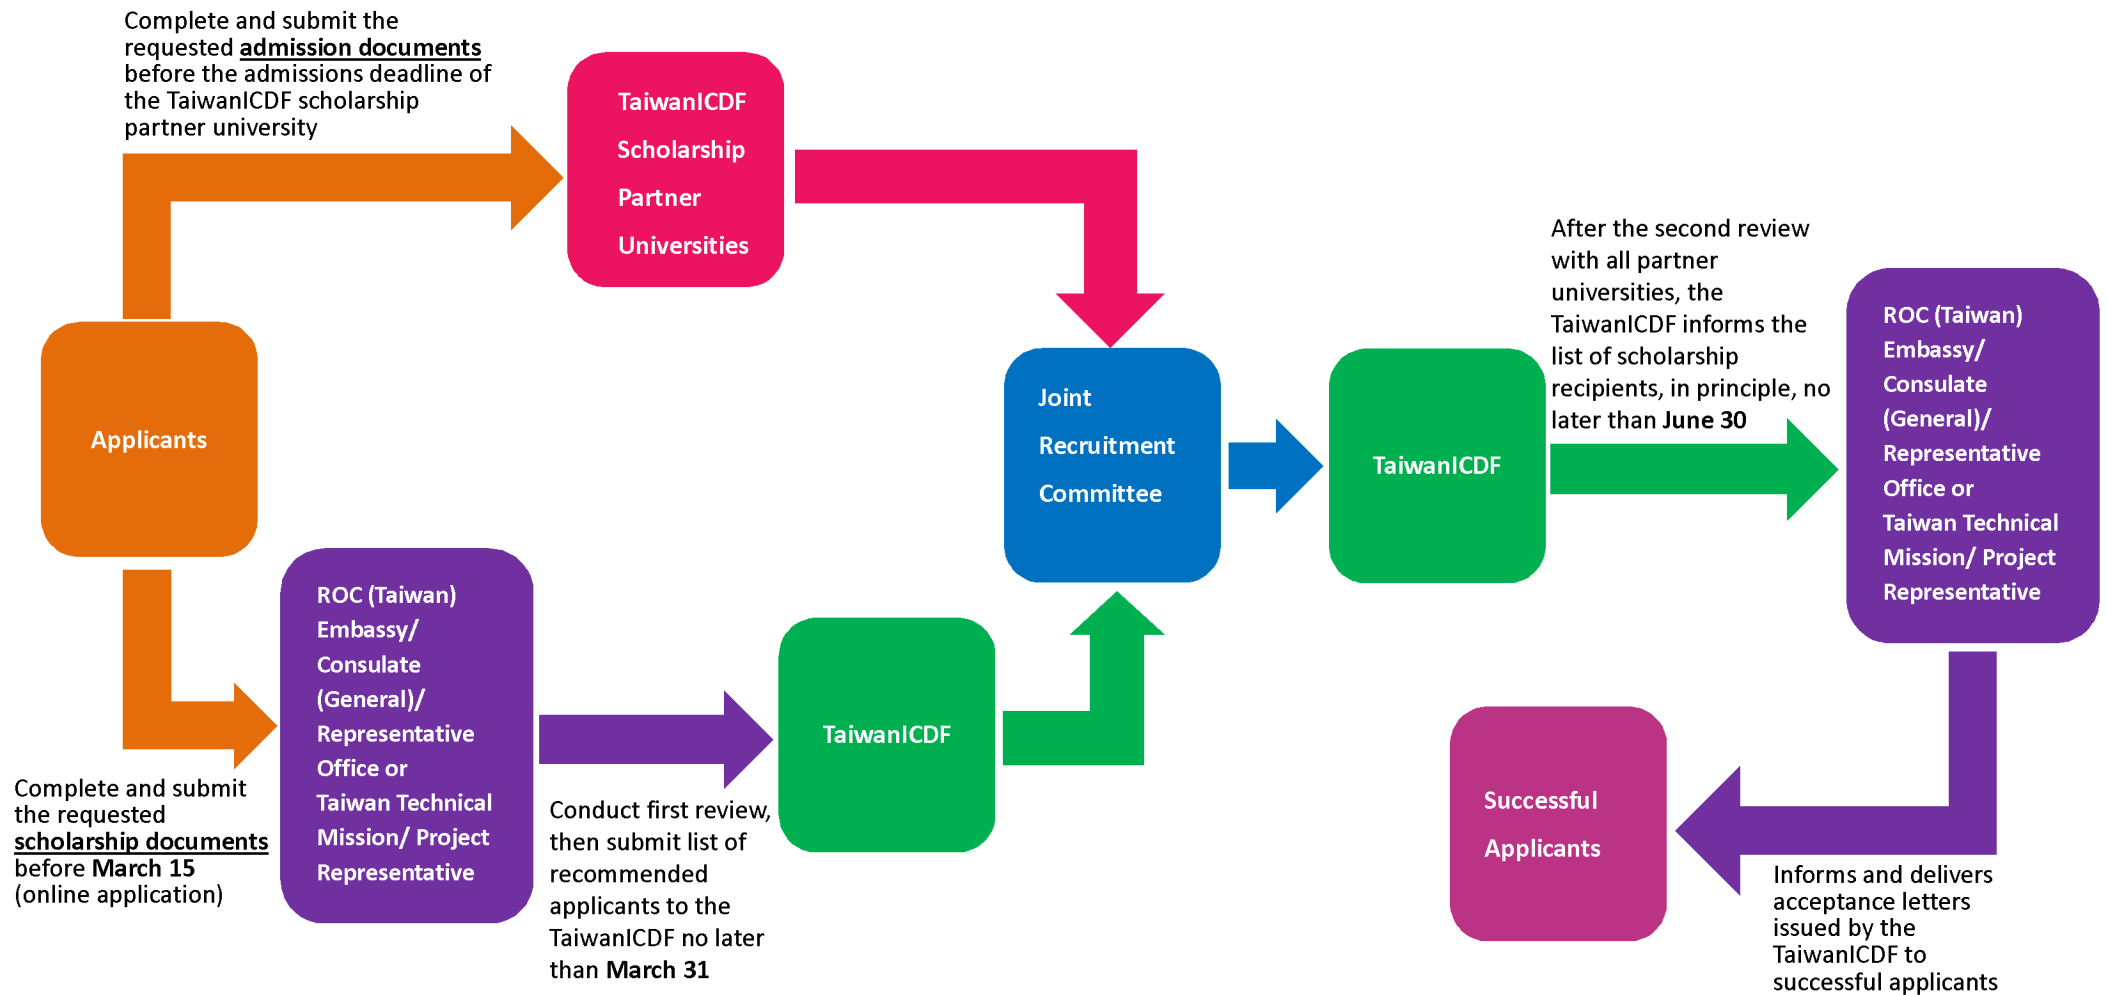 Complete and submit the
requested admission documents
before the admissions deadline of
the TaiwanICDF scholarship
partner university
TaiwanICDF
Scholarship
Partner
Universities
Applicants
Complete and submit
the requested
scholarship documents
before March 15
(online application)
ROC (Taiwan)
Embassy/
Consulate
(General)/
Representative
Office or
Taiwan Technical
Mission/ Project
Representative
Conduct first review,
then submit list of
recommended
applicants to the
TaiwanICDF no later
than March 31
TaiwanICDF
Joint
Recruitment
Committee
TaiwanICDF
After the second review
with all partner
universities, the
TaiwanICDF informs the
list of scholarship
recipients, in principle, no
later than June 30
ROC (Taiwan)
Embassy/
Consulate
(General)/
Representative
Office or
Taiwan Technical
Mission/ Project
Representative
Informs and delivers
acceptance letters
issued by the
TaiwanICDF to
successful applicants
Successful
Applicants